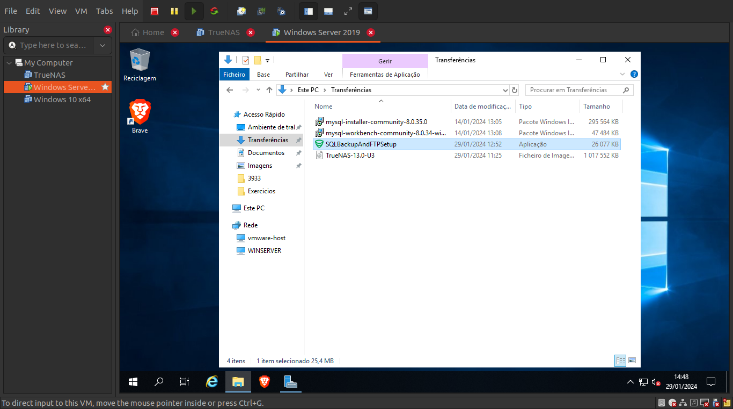 File Edit View VM Tabs Help
Library
Type here to sea...
My Computer
TrueNAS
Windows Serve...
Windows 10 x64
Home TrueNAS Windows Server 2019
Reciclagem
Brave
Gerir Transferências
Ficheiro Base Partilhar Ver Ferramentas de Aplicação
Este PC › Transferências
Procurar em Transferências
Nome Data de modificaç... Tipo Tamanho
mysql-installer-community-8.0.35.0 14/01/2024 13:05 Pacote Windows I... 295 564 KB
mysql-workbench-community-8.0.34-wi... 14/01/2024 13:08 Pacote Windows I... 47 484 KB
SQLBackupAndFTPSetup 29/01/2024 12:52 Aplicação 26 077 KB
TrueNAS-13.0-U3 29/01/2024 11:25 Ficheiro de Image... 1 017 552 KB
Acesso Rápido
Ambiente de tral
Transferências
Documentos
Imagens
3933
Exercicios
Este PC
Rede
vmware-host
WINSERVER
4 itens 1 item selecionado 25,4 MB
14:48
29/01/2024
To direct input to this VM, move the mouse pointer inside or press Ctrl+G.